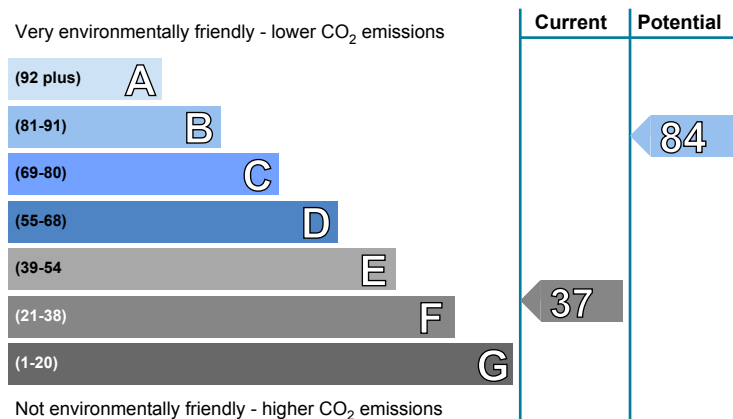 Current Potential
Very environmentally friendly - lower CO2 emissions
(92 plus) A
(81-91) B
84
(69-80) C
(55-68) D
(39-54 E
37
(21-38) F
(1-20) G
Not environmentally friendly - higher CO2 emissions